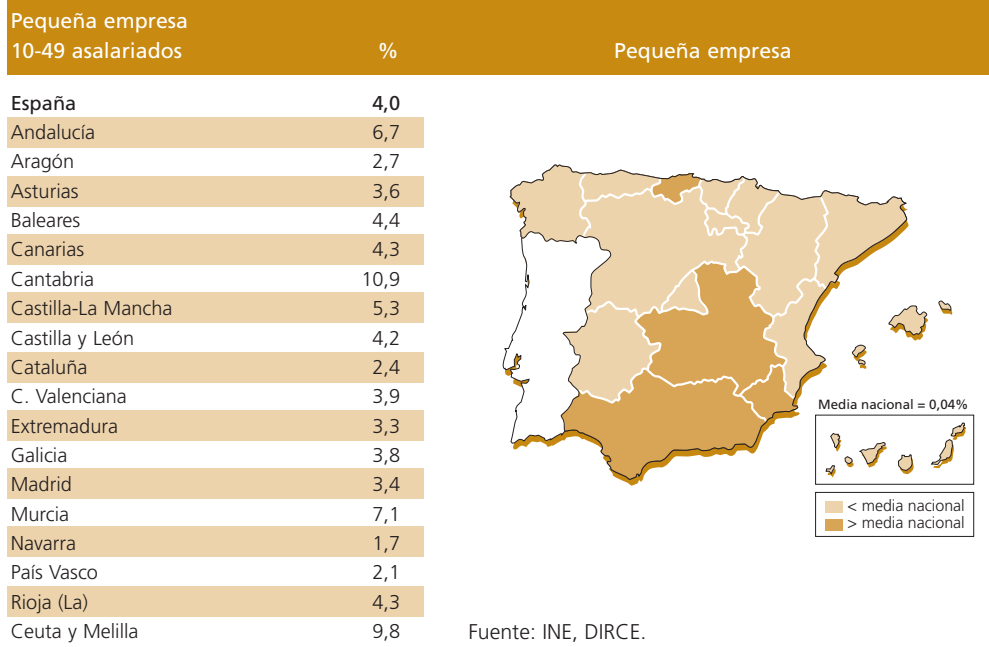 Pequeña empresa
10-49 asalariados %
Pequeña empresa
España 4,0
Andalucía 6,7
Aragón 2,7
Asturias 3,6
Baleares 4,4
Canarias 4,3
Cantabria 10,9
Castilla-La Mancha 5,3
Castilla y León 4,2
Cataluña 2,4
C. Valenciana 3,9
Extremadura 3,3
Galicia 3,8
Madrid 3,4
Murcia 7,1
Navarra 1,7
País Vasco 2,1
Rioja (La) 4,3
Ceuta y Melilla 9,8
Media nacional = 0,04%
< media nacional
> media nacional
Fuente: INE, DIRCE.